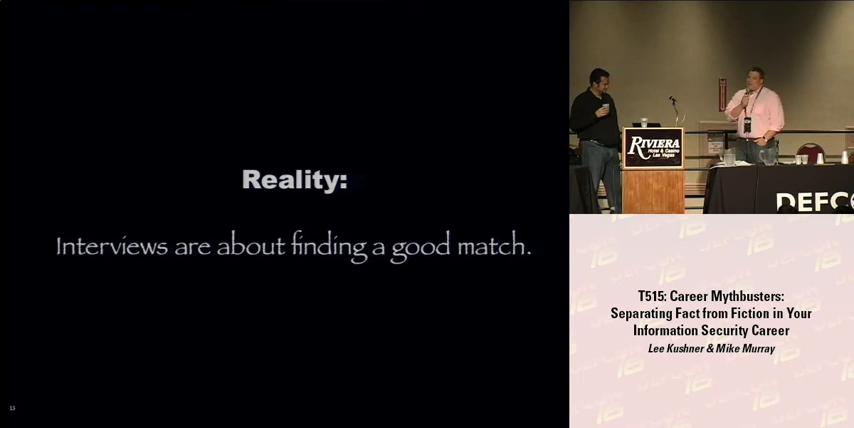 Reality:
Interviews are about finding a good match.
13
RIVIERA
Hotel & Casino
Las Vegas
DEFCO
T515: Career Mythbusters:
Separating Fact from Fiction in Your
Information Security Career
Lee Kushner & Mike Murray